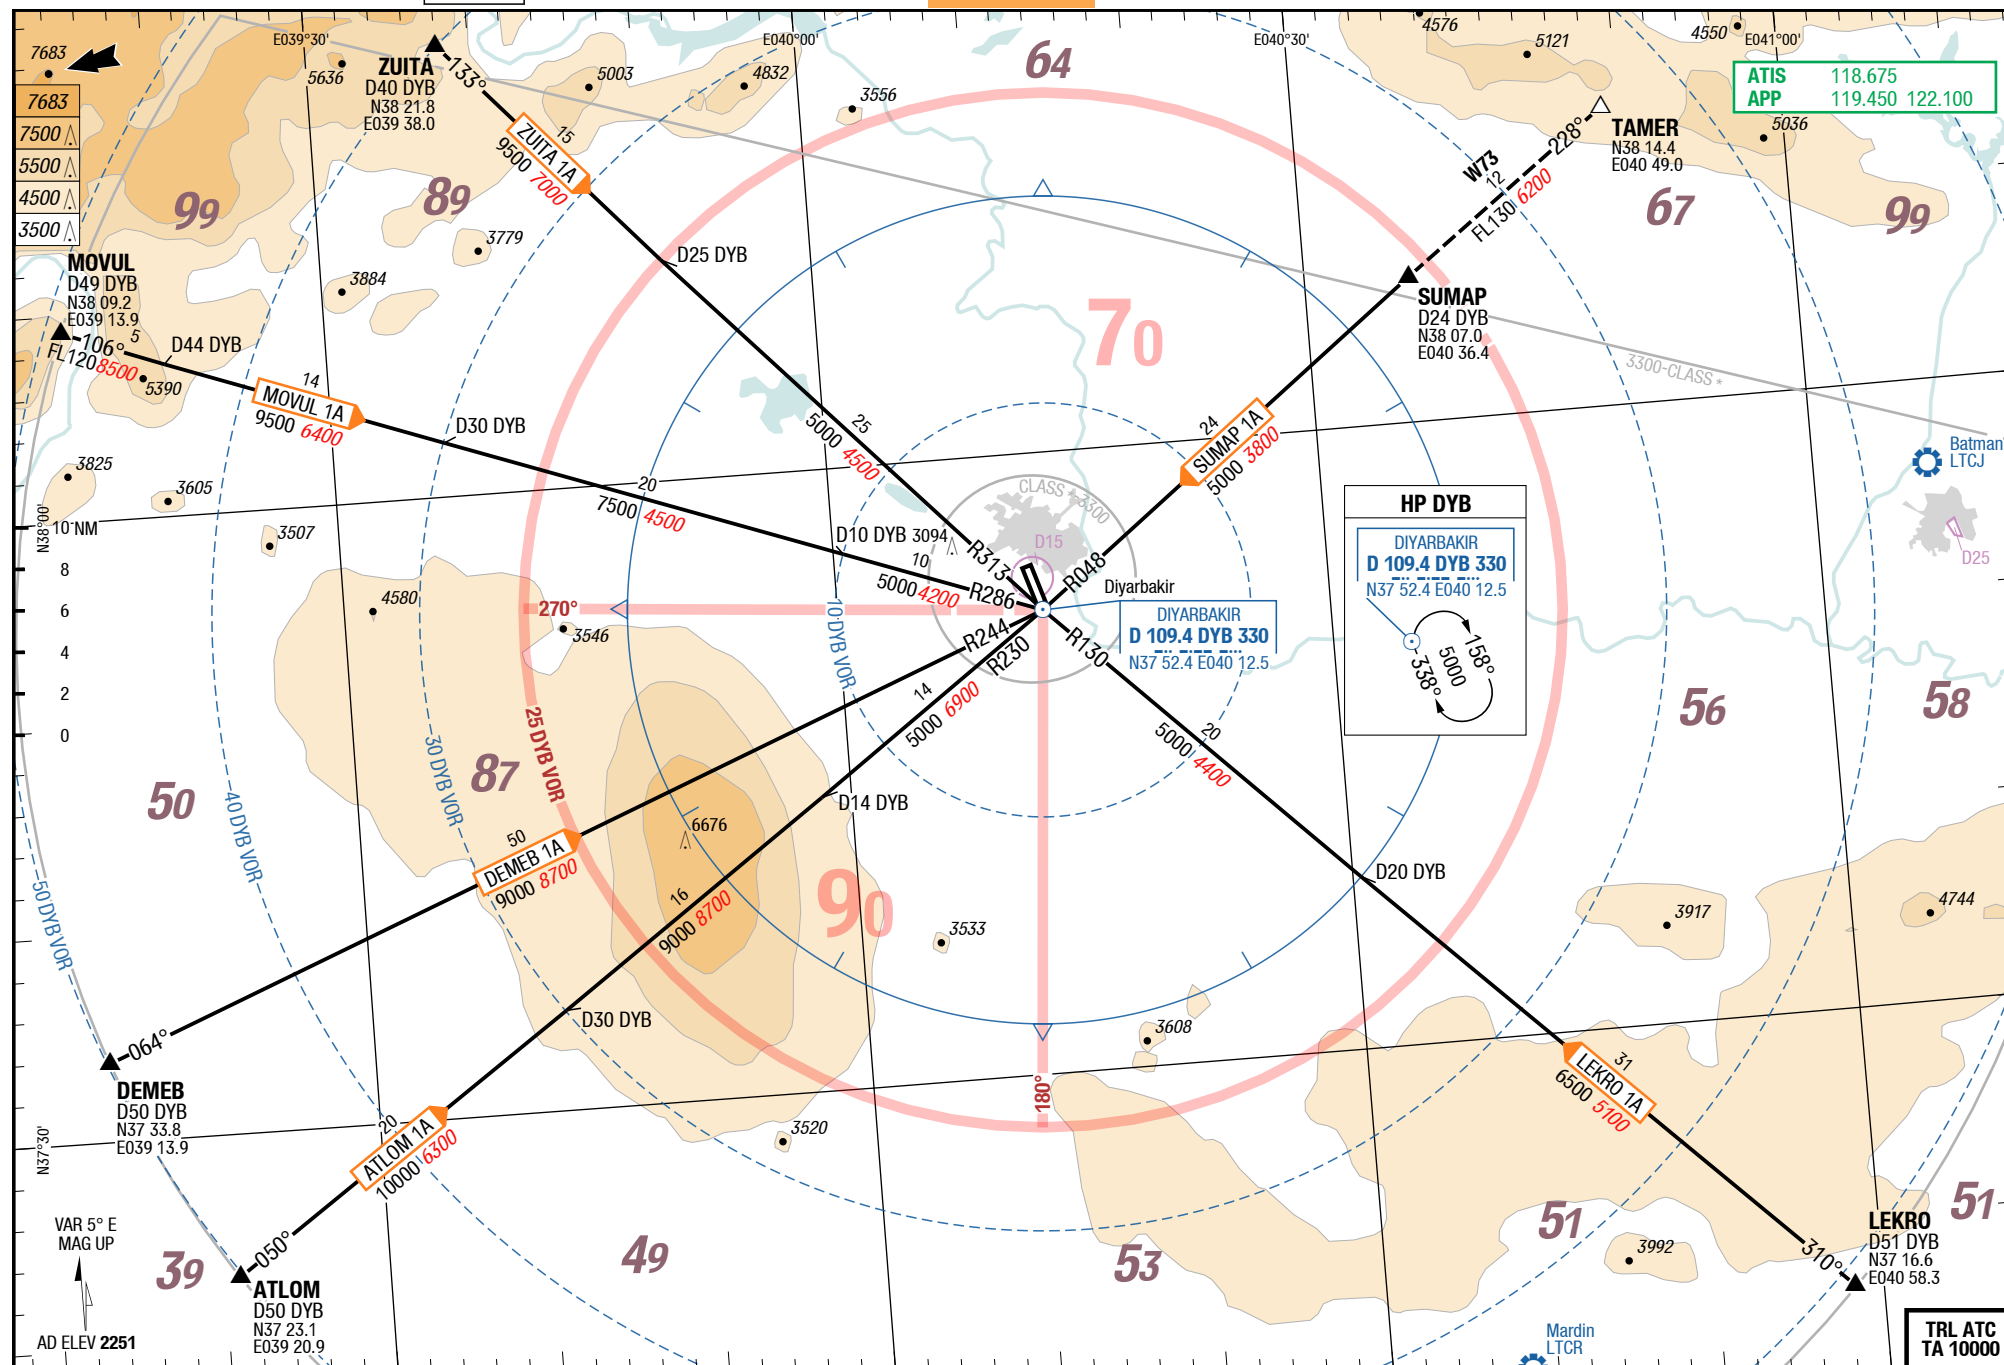 E039°30'
E040°00'
E040°30'
E041°00'
7683
7683
7500
5500
4500
3500
5636
ZUITA
D40 DYB
N38 21.8
E039 38.0
133°
15
ZUITA 1A
9500 7000
5003
4832
3556
64
4576
5121
4550
ATIS 118.675
APP 119.450 122.100
5036
TAMER
N38 14.4
E040 49.0
228°
W73
12
FL130 6200
67
99
99
89
3779
3884
MOVUL
D49 DYB
N38 09.2
E039 13.9
106°
5
FL120 8500
D44 DYB
5390
14
MOVUL 1A
9500 6400
D30 DYB
D25 DYB
70
SUMAP
D24 DYB
N38 07.0
E040 36.4
3300-CLASS *
25
5000 4500
24
SUMAP 1A
5000 3800
Batman
LTCJ
D25
3825
3605
3507
20
7500 4500
N38°00'
10 NM
8
6
4
2
0
D10 DYB
3094
10
5000 4200
CLASS * 3300
D15
R313
R048
R286
R244
R230
R130
Diyarbakir
DIYARBAKIR
D 109.4 DYB 330
N37 52.4 E040 12.5
HP DYB
DIYARBAKIR
D 109.4 DYB 330
N37 52.4 E040 12.5
158°
5000
338°
4580
270°
3546
10 DYB VOR
25 DYB VOR
30 DYB VOR
40 DYB VOR
50 DYB VOR
14
5000 6900
20
5000 4400
56
58
50
87
D14 DYB
6676
50
DEMEB 1A
9000 8700
16
9000 8700
90
D20 DYB
3917
4744
3533
064°
DEMEB
D50 DYB
N37 33.8
E039 13.9
D30 DYB
3608
180°
31
LEKRO 1A
6500 5100
N37°30'
20
ATLOM 1A
10000 6300
3520
VAR 5° E
MAG UP
39
050°
ATLOM
D50 DYB
N37 23.1
E039 20.9
49
53
51
51
3992
310°
LEKRO
D51 DYB
N37 16.6
E040 58.3
AD ELEV 2251
Mardin
LTCR
TRL ATC
TA 10000